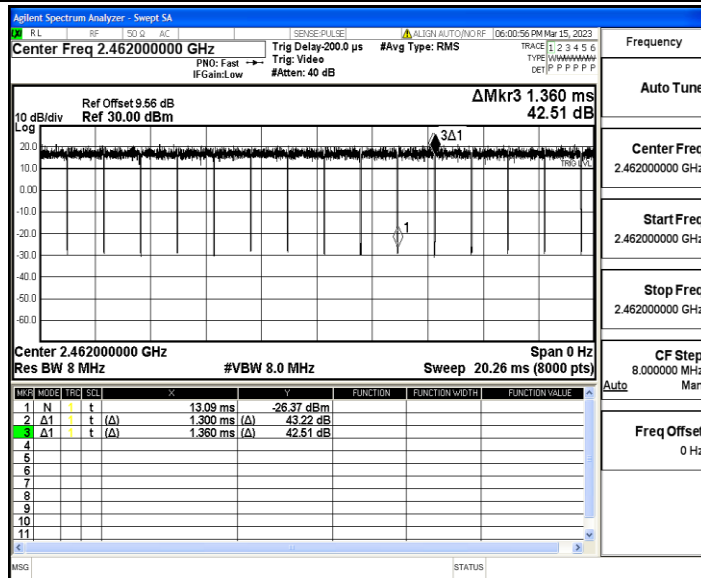 Agilent Spectrum Analyzer - Swept SA
RL RF 50 Ω AC SENSE:PULSE ALIGN AUTO/NO RF 06:00:56 PM Mar 15, 2023
Center Freq 2.462000000 GHz
PNO: Fast
IFGain:Low
Trig Delay-200.0 µs
Trig: Video
#Atten: 40 dB
#Avg Type: RMS
TRACE 1 2 3 4 5 6
TYPE
DET P P P P P P
Frequency
Auto Tune
Ref Offset 9.56 dB
10 dB/div Ref 30.00 dBm
ΔMkr3 1.360 ms
42.51 dB
Log
20.0
10.0
0.00
-10.0
-20.0
-30.0
-40.0
-50.0
-60.0
3Δ1
TRIG LVL
1
Center Freq
2.462000000 GHz
Start Freq
2.462000000 GHz
Stop Freq
2.462000000 GHz
CF Step
8.000000 MHz
Auto Man
Freq Offset
0 Hz
Center 2.462000000 GHz Span 0 Hz
Res BW 8 MHz #VBW 8.0 MHz Sweep 20.26 ms (8000 pts)
MKR MODE TRC SCL X Y FUNCTION FUNCTION WIDTH FUNCTION VALUE
1 N 1 t 13.09 ms -26.37 dBm
2 Δ1 1 t (Δ) 1.300 ms (Δ) 43.22 dB
3 Δ1 1 t (Δ) 1.360 ms (Δ) 42.51 dB
4
5
6
7
8
9
10
11
MSG STATUS